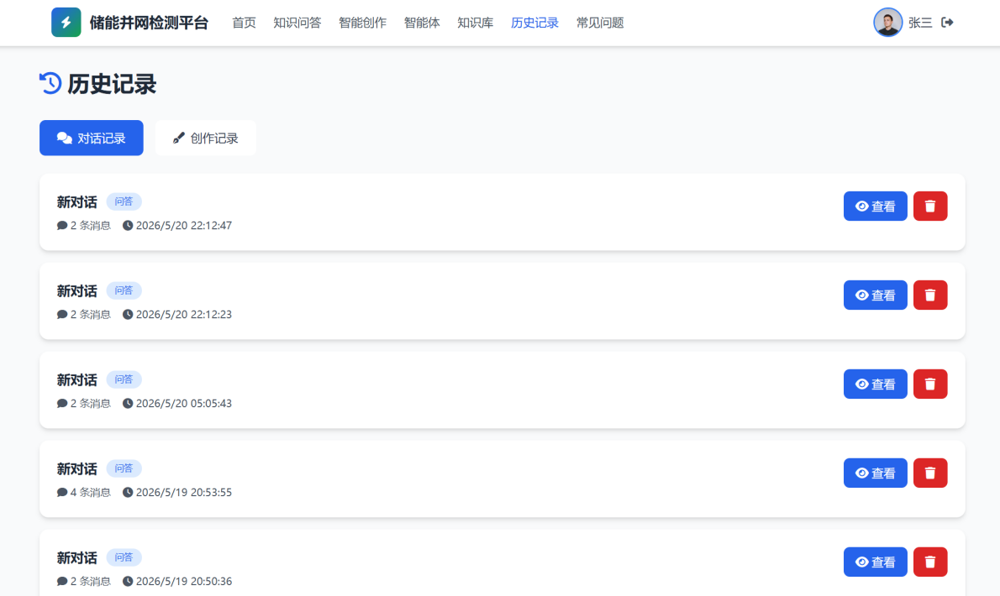 储能并网检测平台 首页 知识问答 智能创作 智能体 知识库 历史记录 常见问题 张三
历史记录
对话记录 创作记录
新对话 问答 查看
2 条消息 2026/5/20 22:12:47
新对话 问答 查看
2 条消息 2026/5/20 22:12:23
新对话 问答 查看
2 条消息 2026/5/20 05:05:43
新对话 问答 查看
4 条消息 2026/5/19 20:53:55
新对话 问答 查看
2 条消息 2026/5/19 20:50:36